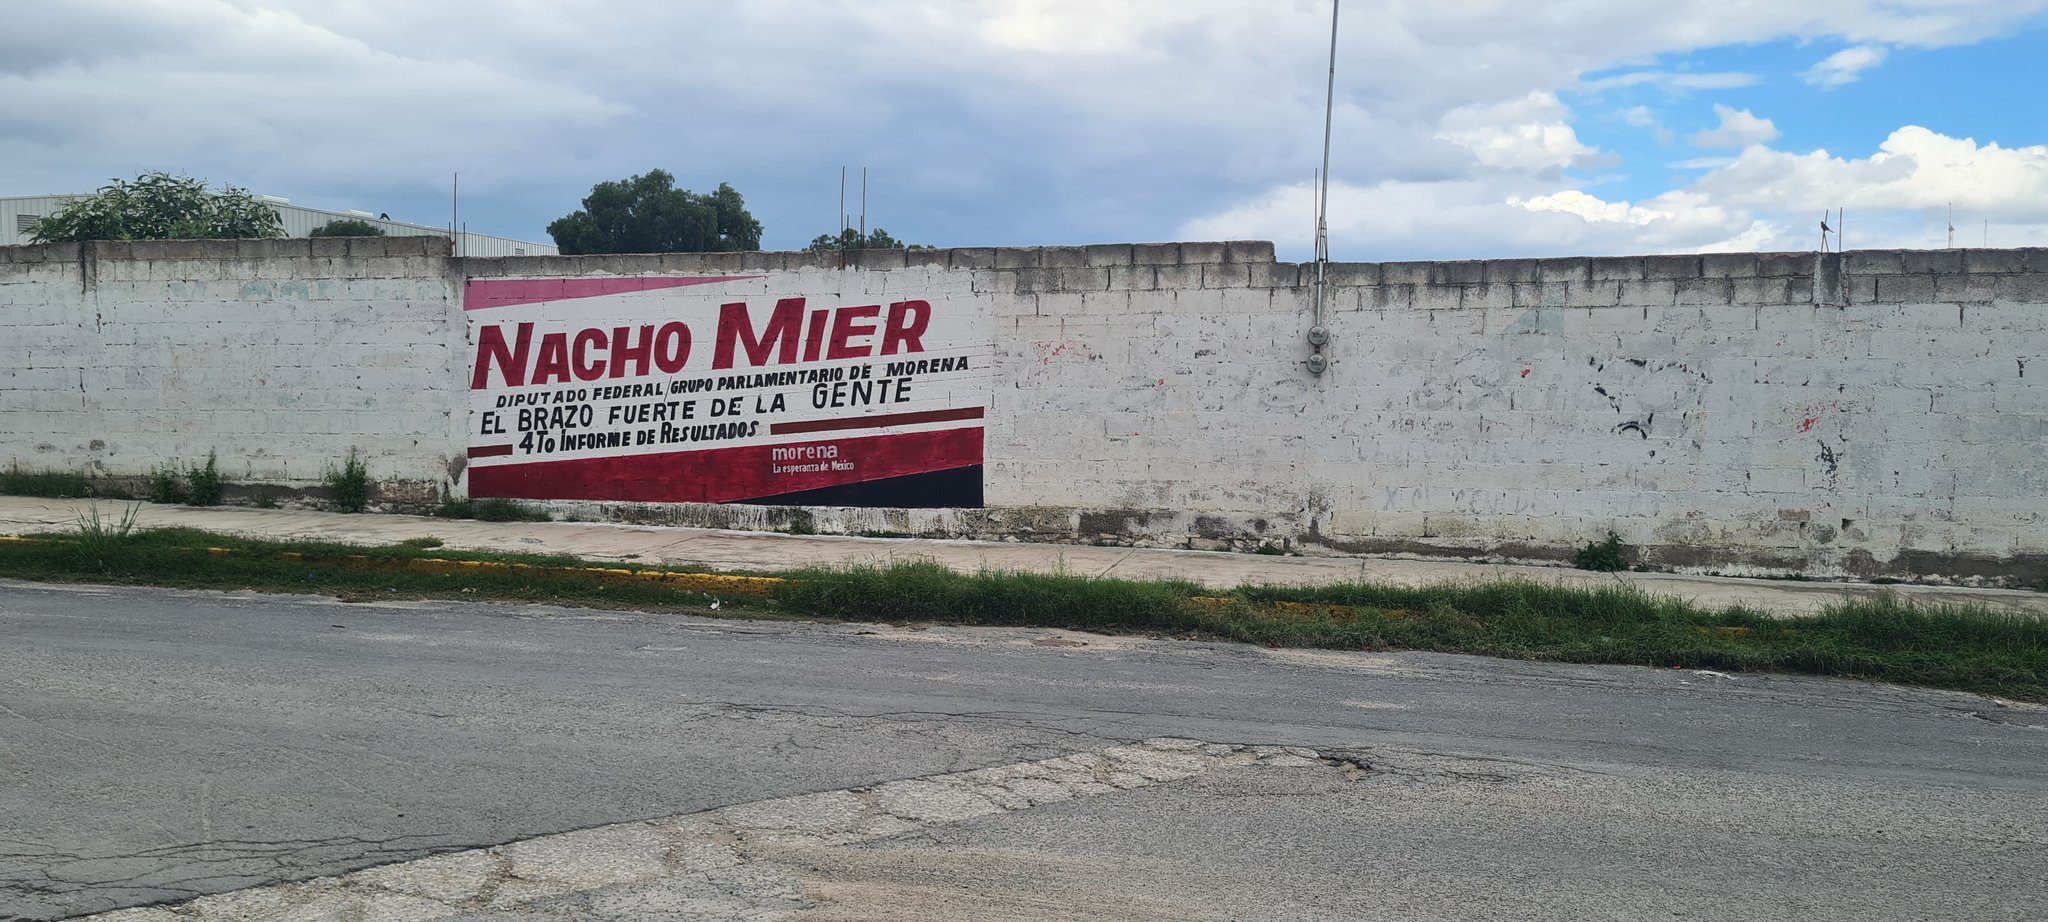 NACHO MIER
DIPUTADO FEDERAL/GRUPO PARLAMENTARIO DE MORENA
EL BRAZO FUERTE DE LA GENTE
4TO INFORME DE RESULTADOS
morena
La esperanza de México